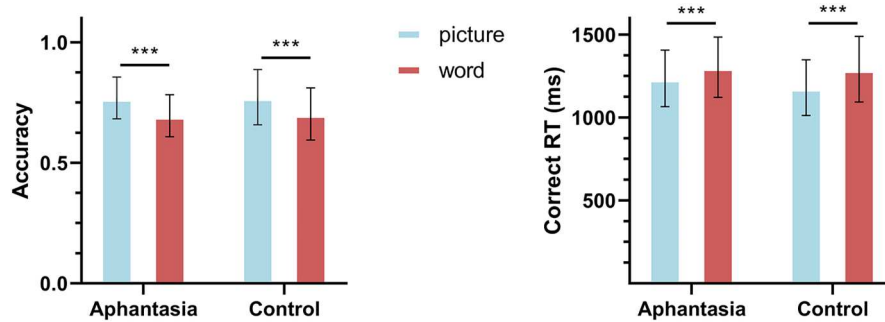 Accuracy
1.0
0.5
0.0
***
***
Aphantasia
Control
picture
word
Correct RT (ms)
1500
1000
500
***
***
Aphantasia
Control